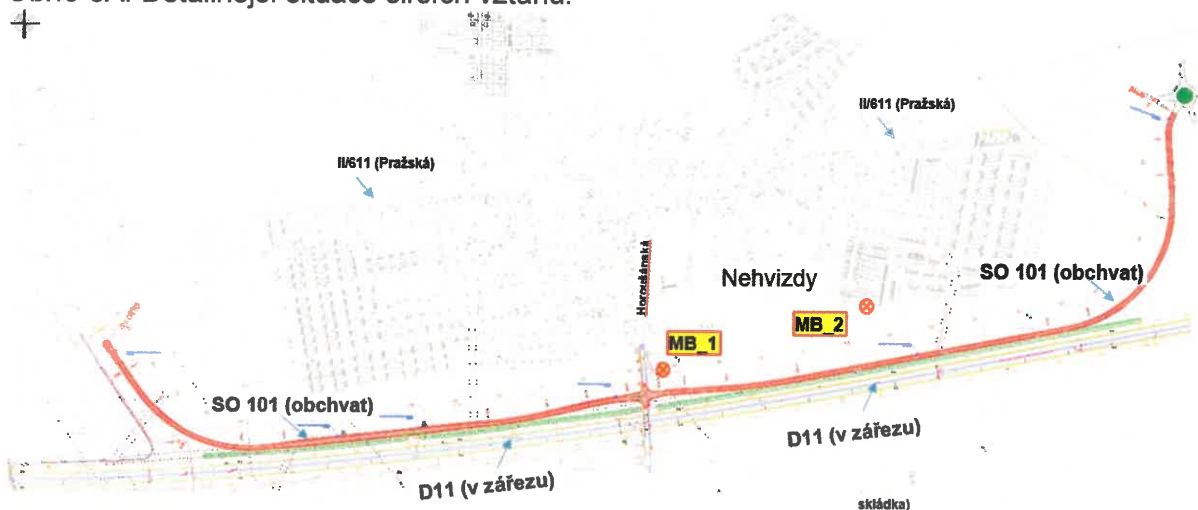 II/611 (Pražská)
II/611 (Pražská)
Horoušánská
Nehvizdy
SO 101 (obchvat)
MB_2
MB_1
SO 101 (obchvat)
D11 (v zářezu)
D11 (v zářezu)
skládka)